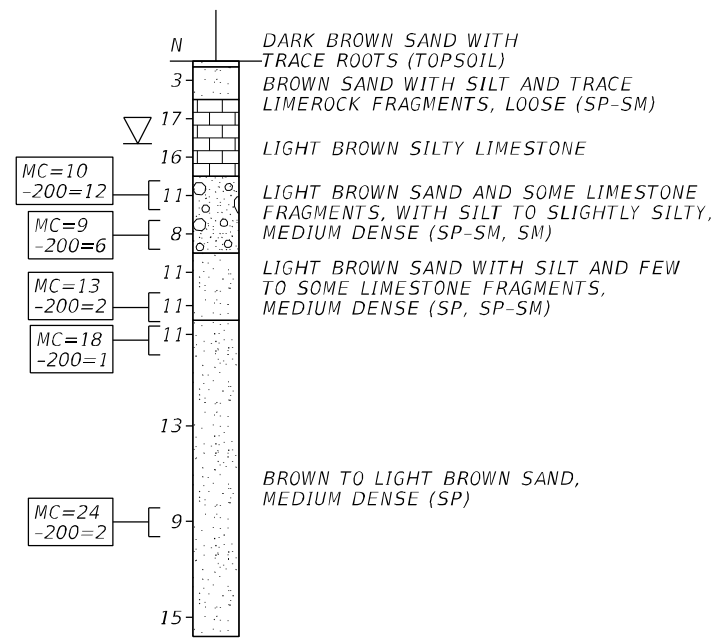 N
DARK BROWN SAND WITH
TRACE ROOTS (TOPSOIL)
3
BROWN SAND WITH SILT AND TRACE
LIMEROCK FRAGMENTS, LOOSE (SP-SM)
17
16
LIGHT BROWN SILTY LIMESTONE
MC=10
-200=12
11
LIGHT BROWN SAND AND SOME LIMESTONE
FRAGMENTS, WITH SILT TO SLIGHTLY SILTY,
MEDIUM DENSE (SP-SM, SM)
MC=9
-200=6
8
11
LIGHT BROWN SAND WITH SILT AND FEW
TO SOME LIMESTONE FRAGMENTS,
MEDIUM DENSE (SP, SP-SM)
MC=13
-200=2
11
MC=18
-200=1
11
13
BROWN TO LIGHT BROWN SAND,
MEDIUM DENSE (SP)
MC=24
-200=2
9
15